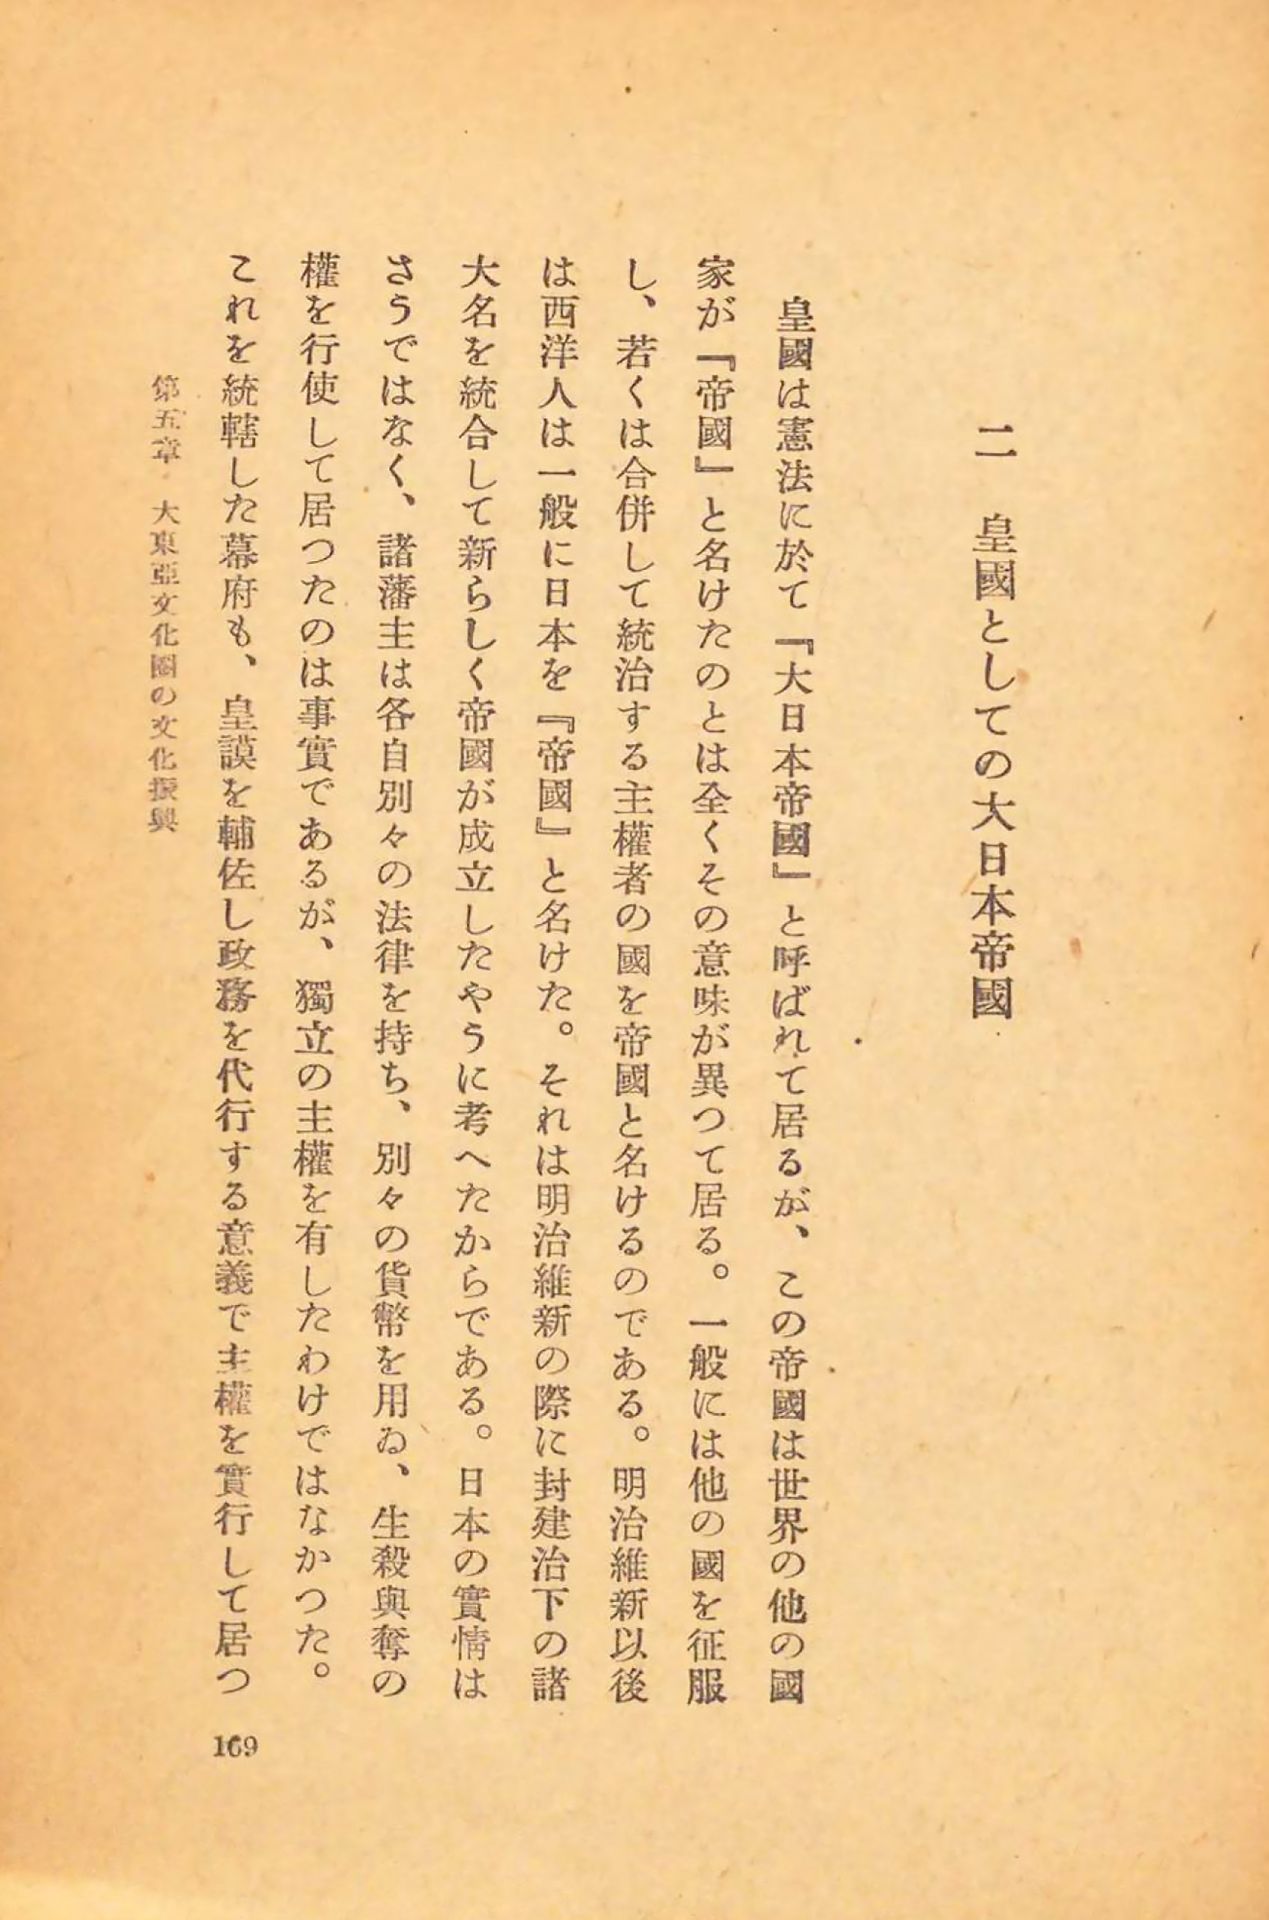 二　皇國としての大日本帝國
皇國は憲法に於て『大日本帝國』と呼ばれて居るが、この帝國は世界の他の國
家が『帝國』と名けたのとは全くその意味が異つて居る。一般には他の國を征服
し、若くは合併して統治する主權者の國を帝國と名けるのである。明治維新以後
は西洋人は一般に日本を『帝國』と名けた。それは明治維新の際に封建治下の諸
大名を統合して新らしく帝國が成立したやうに考へたからである。日本の實情は
さうではなく、諸藩主は各自別々の法律を持ち、別々の貨幣を用ゐ、生殺與奪の
權を行使して居つたのは事實であるが、獨立の主權を有したわけではなかつた。
これを統轄した幕府も、皇謨を輔佐し政務を代行する意義で主權を實行して居つ
第五章　大東亞文化圈の文化振興
169